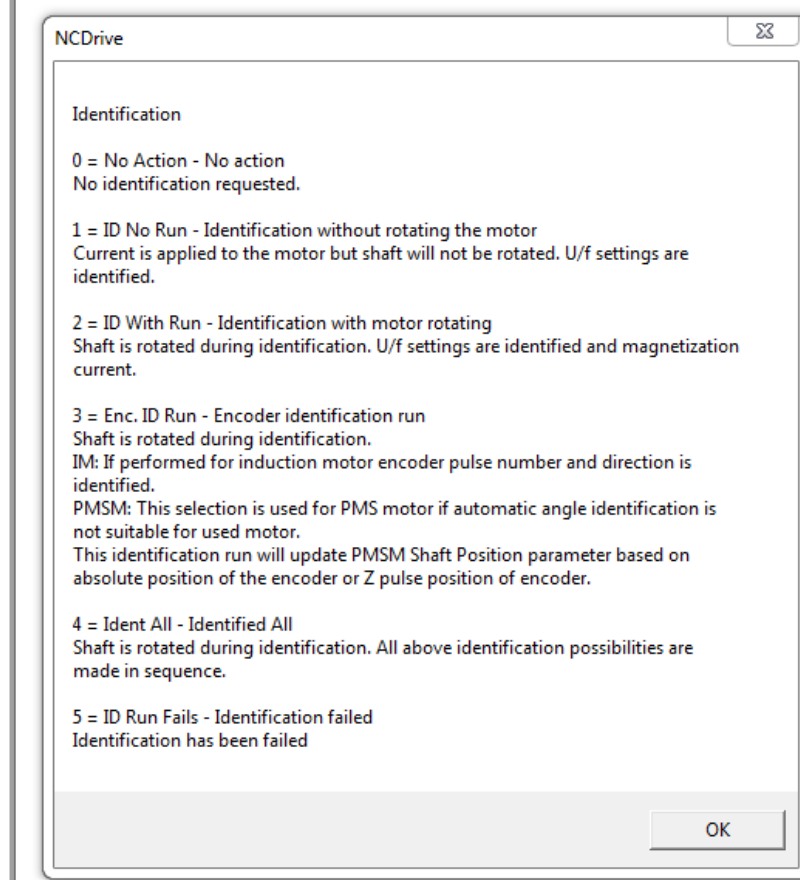 NCDrive
Identification
0 = No Action - No action
No identification requested.
1 = ID No Run - Identification without rotating the motor
Current is applied to the motor but shaft will not be rotated. U/f settings are
identified.
2 = ID With Run - Identification with motor rotating
Shaft is rotated during identification. U/f settings are identified and magnetization
current.
3 = Enc. ID Run - Encoder identification run
Shaft is rotated during identification.
IM: If performed for induction motor encoder pulse number and direction is
identified.
PMSM: This selection is used for PMS motor if automatic angle identification is
not suitable for used motor.
This identification run will update PMSM Shaft Position parameter based on
absolute position of the encoder or Z pulse position of encoder.
4 = Ident All - Identified All
Shaft is rotated during identification. All above identification possibilities are
made in sequence.
5 = ID Run Fails - Identification failed
Identification has been failed
OK